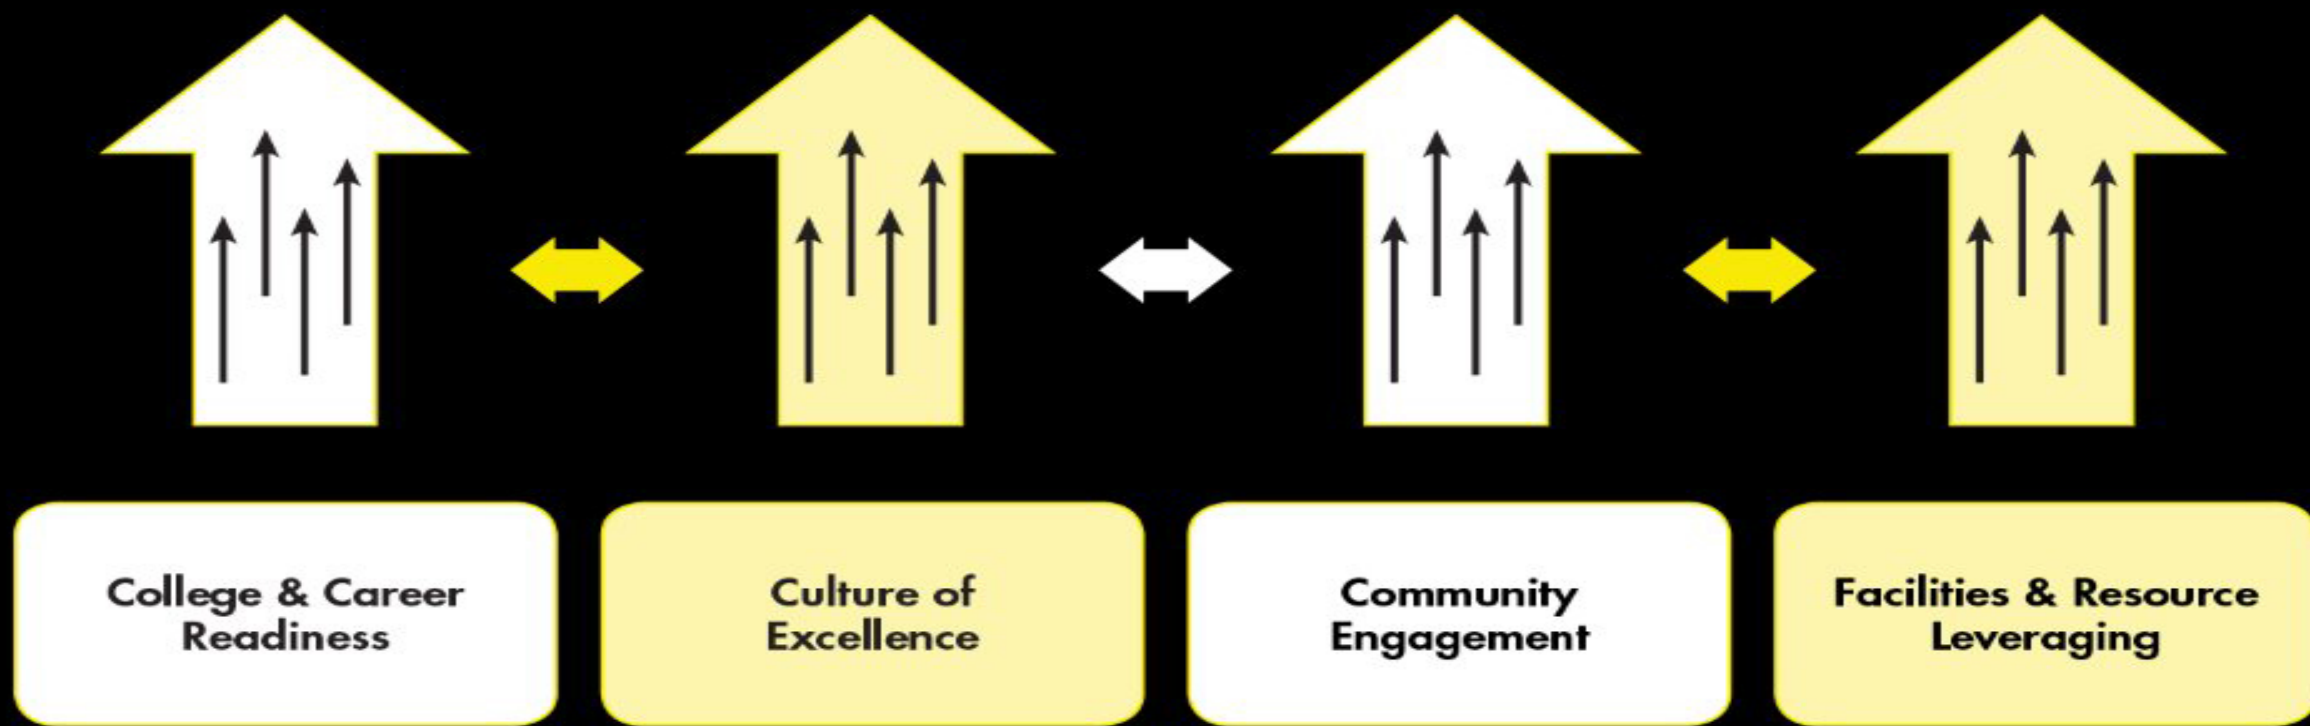 College & Career
Readiness
Culture of
Excellence
Community
Engagement
Facilities & Resource
Leveraging